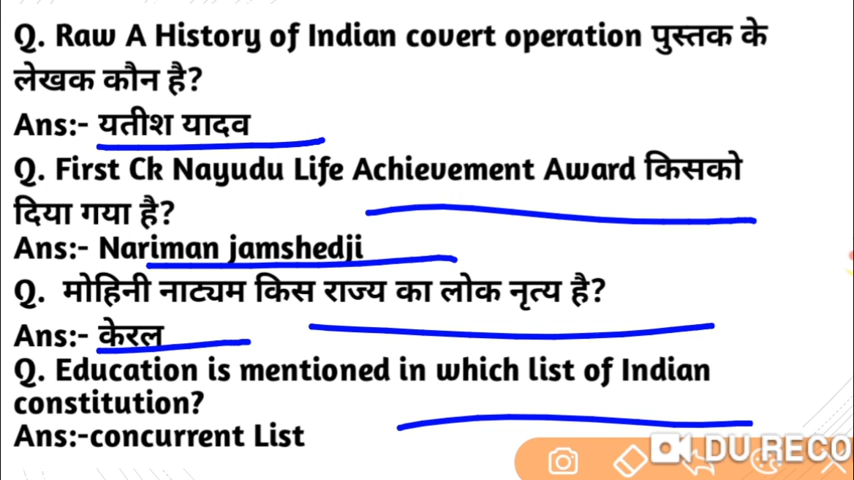 Q. Raw A History of Indian covert operation पुस्तक के
लेखक कौन है?
Ans:- यतीश यादव
Q. First Ck Nayudu Life Achievement Award किसको
दिया गया है?
Ans:- Nariman jamshedji
Q. मोहिनी नाट्यम किस राज्य का लोक नृत्य है?
Ans:- केरल
Q. Education is mentioned in which list of Indian
constitution?
Ans:-concurrent List
DU RECO